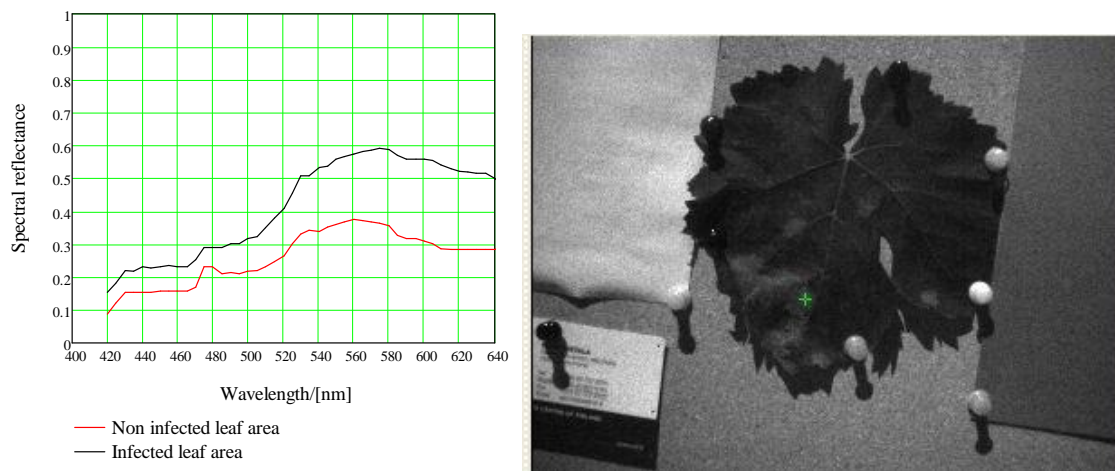 1
0.9
0.8
0.7
0.6
0.5
0.4
0.3
0.2
0.1
0
Spectral reflectance
400 420 440 460 480 500 520 540 560 580 600 620 640
Wavelength/[nm]
Non infected leaf area
Infected leaf area